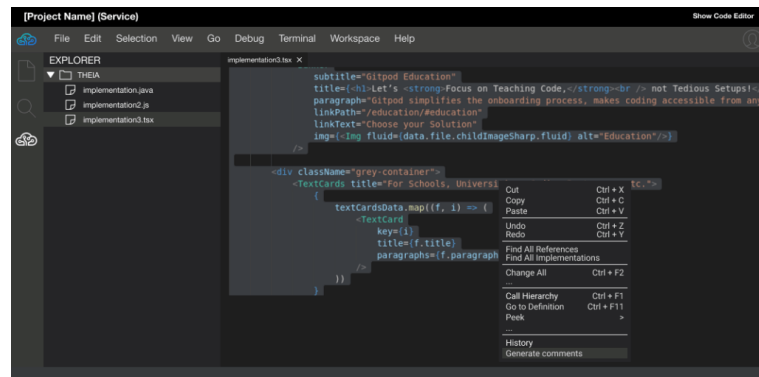 [Project Name] (Service)
Show Code Editor
File Edit Selection View Go Debug Terminal Workspace Help
EXPLORER
THEIA
implementation.java
implementation2.js
implementation3.tsx
implementation3.tsx X
subtitle="Gitpod Education"
title={<h1>Let's <strong>Focus on Teaching Code,</strong><br /> not Tedious Setups!<
paragraph="Gitpod simplifies the onboarding process, makes coding accessible from any
linkPath="/education/#education"
linkText="Choose your Solution"
img={<Img fluid={data.file.childImageSharp.fluid} alt="Education"/>}
/>
<div className="grey-container">
<TextCards title="For Schools, Universi tc.">
{
textCardsData.map((f, i) => (
<TextCard
key={i}
title={f.title}
paragraphs={f.paragraph
/>
))
}
Cut Ctrl + X
Copy Ctrl + C
Paste Ctrl + V
Undo Ctrl + Z
Redo Ctrl + Y
Find All References
Find All Implementations
Change All Ctrl + F2
...
Call Hierarchy Ctrl + F1
Go to Definition Ctrl + F11
Peek >
...
History
Generate comments